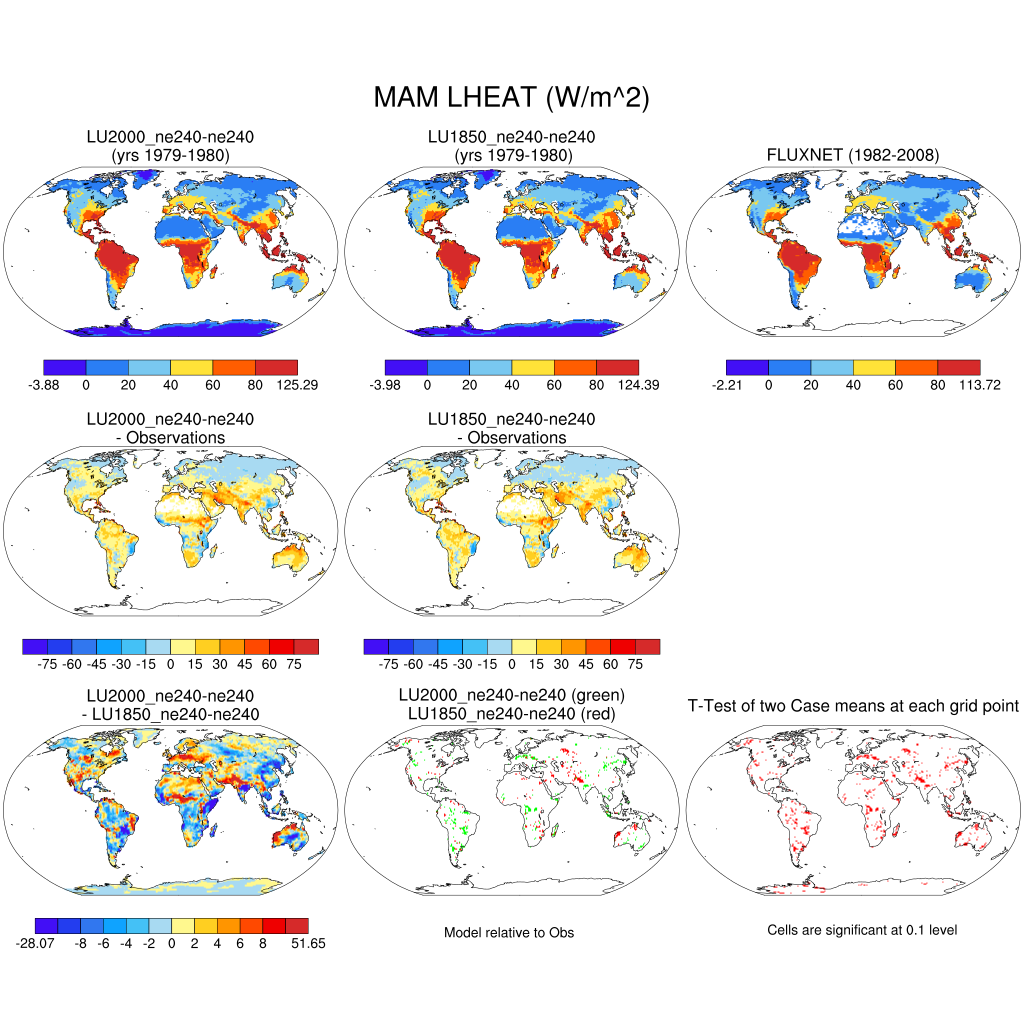 MAM LHEAT (W/m^2)
LU2000_ne240-ne240
(yrs 1979-1980)
LU1850_ne240-ne240
(yrs 1979-1980)
FLUXNET (1982-2008)
-3.88 0 20 40 60 80 125.29
-3.98 0 20 40 60 80 124.39
-2.21 0 20 40 60 80 113.72
LU2000_ne240-ne240
- Observations
LU1850_ne240-ne240
- Observations
-75 -60 -45 -30 -15 0 15 30 45 60 75
-75 -60 -45 -30 -15 0 15 30 45 60 75
LU2000_ne240-ne240
- LU1850_ne240-ne240
LU2000_ne240-ne240 (green)
LU1850_ne240-ne240 (red)
T-Test of two Case means at each grid point
-28.07 -8 -6 -4 -2 0 2 4 6 8 51.65
Model relative to Obs
Cells are significant at 0.1 level